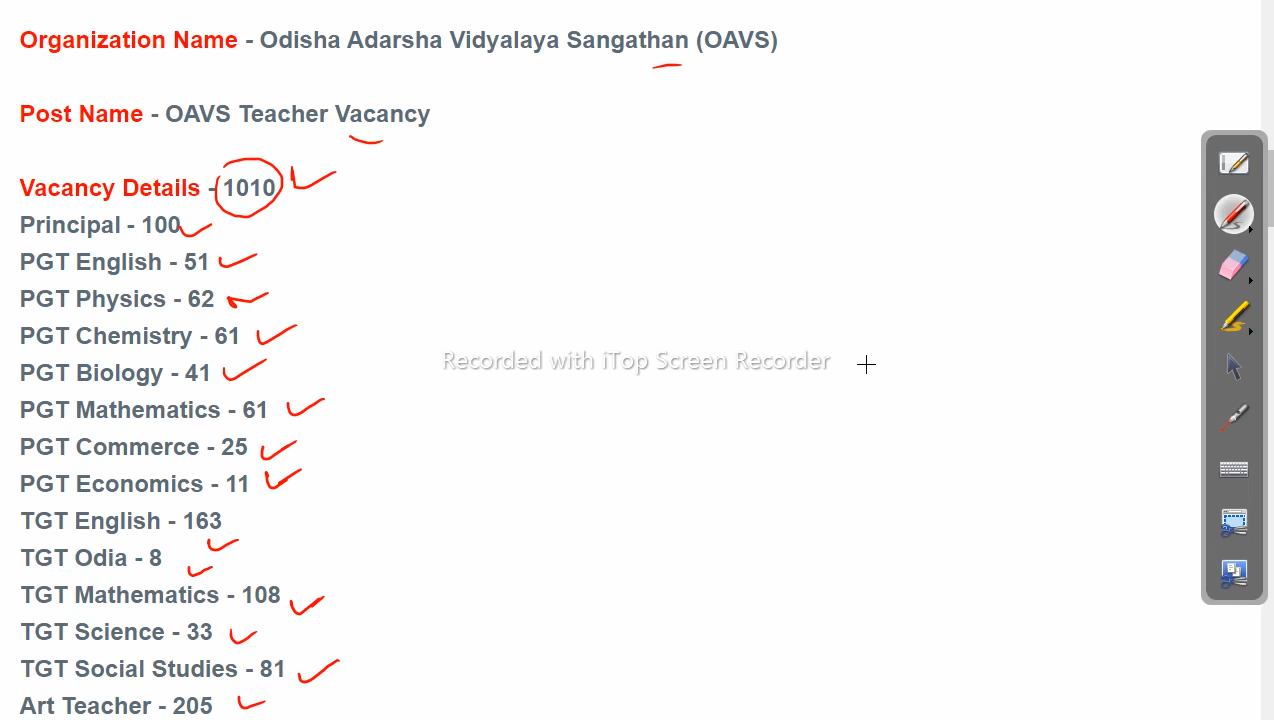 Organization Name - Odisha Adarsha Vidyalaya Sangathan (OAVS)
Post Name - OAVS Teacher Vacancy
Vacancy Details - 1010
Principal - 100
PGT English - 51
PGT Physics - 62
PGT Chemistry - 61
Recorded with iTop Screen Recorder
PGT Biology - 41
PGT Mathematics - 61
PGT Commerce - 25
PGT Economics - 11
TGT English - 163
TGT Odia - 8
TGT Mathematics - 108
TGT Science - 33
TGT Social Studies - 81
Art Teacher - 205